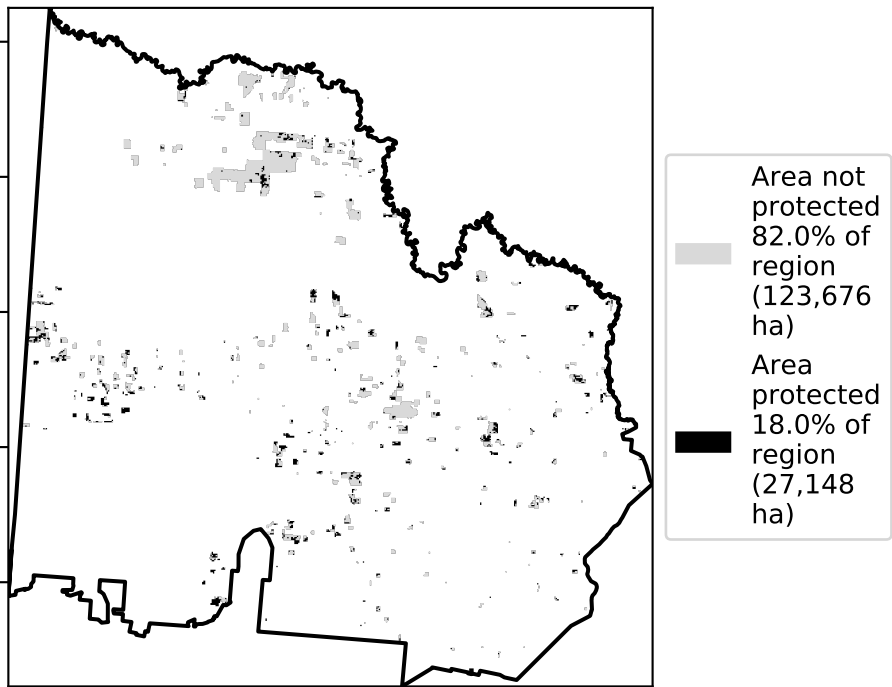 Area not
protected
82.0% of
region
(123,676
ha)
Area
protected
18.0% of
region
(27,148
ha)